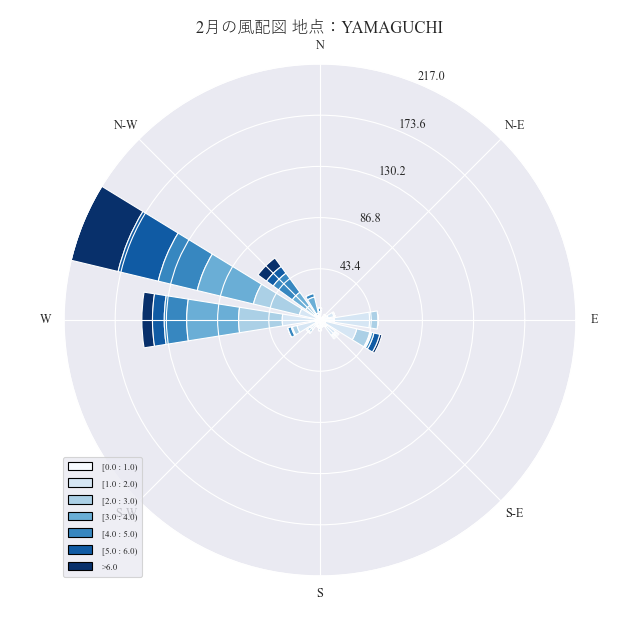 2月の風配図 地点：YAMAGUCHI
N
217.0
N-W
N-E
173.6
130.2
86.8
43.4
W
E
[0.0 : 1.0)
[1.0 : 2.0)
[2.0 : 3.0)
S-W
S-E
[3.0 : 4.0)
[4.0 : 5.0)
[5.0 : 6.0)
>6.0
S